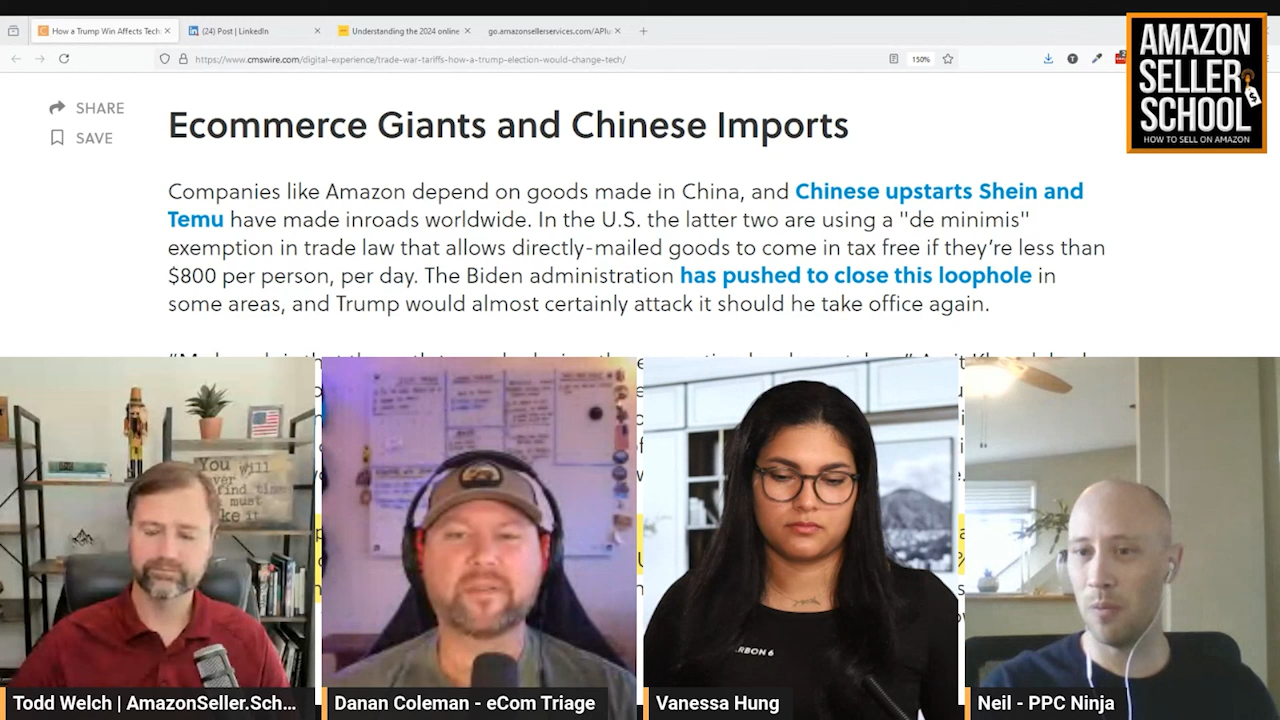 How a Trump Win Affects Tech
(24) Post | LinkedIn
Understanding the 2024 online
go.amazonsellerservices.com/APlu
https://www.cmswire.com/digital-experience/trade-war-tariffs-how-a-trump-election-would-change-tech/
150%
AMAZON
SELLER
SCHOOL
HOW TO SELL ON AMAZON
SHARE
SAVE
Ecommerce Giants and Chinese Imports
Companies like Amazon depend on goods made in China, and Chinese upstarts Shein and
Temu have made inroads worldwide. In the U.S. the latter two are using a "de minimis"
exemption in trade law that allows directly-mailed goods to come in tax free if they’re less than
$800 per person, per day. The Biden administration has pushed to close this loophole in
some areas, and Trump would almost certainly attack it should he take office again.
You will
find time
must
ke it
RBON 6
Todd Welch | AmazonSeller.Sch...
Danan Coleman - eCom Triage
Vanessa Hung
Neil - PPC Ninja